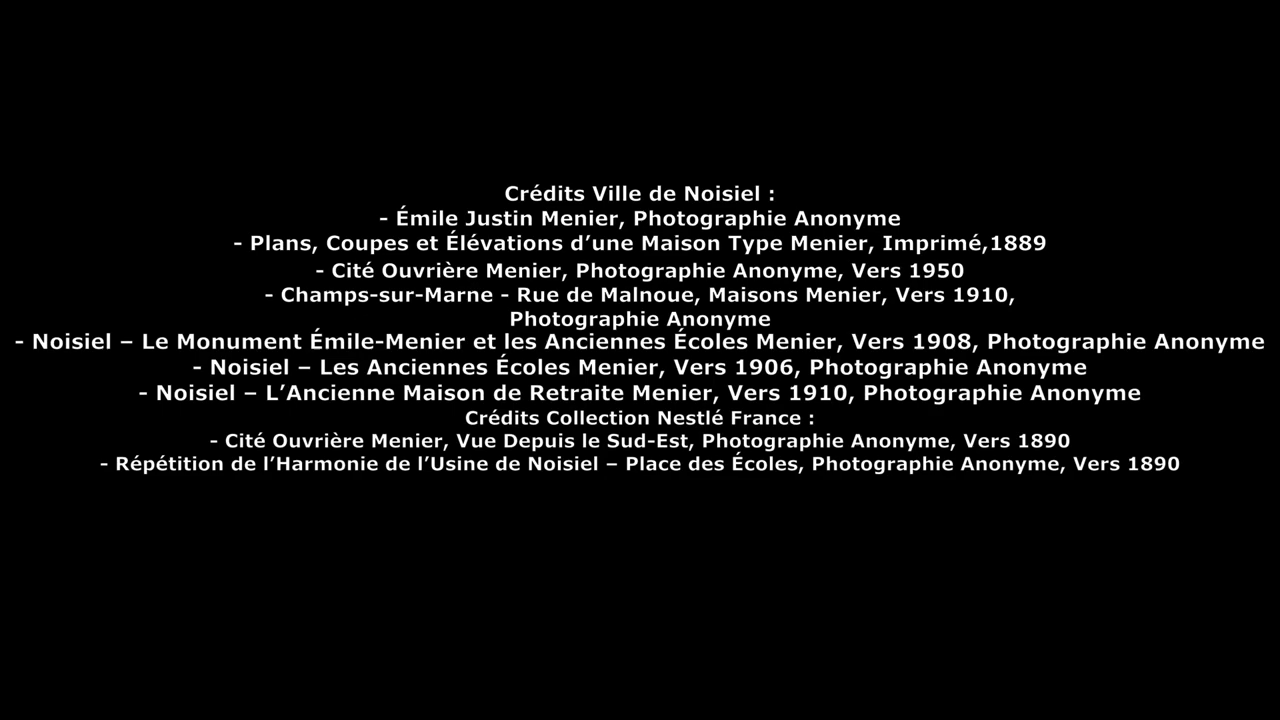 Crédits Ville de Noisiel :
- Émile Justin Menier, Photographie Anonyme
- Plans, Coupes et Élévations d’une Maison Type Menier, Imprimé,1889
- Cité Ouvrière Menier, Photographie Anonyme, Vers 1950
- Champs-sur-Marne - Rue de Malnoue, Maisons Menier, Vers 1910,
Photographie Anonyme
- Noisiel – Le Monument Émile-Menier et les Anciennes Écoles Menier, Vers 1908, Photographie Anonyme
- Noisiel – Les Anciennes Écoles Menier, Vers 1906, Photographie Anonyme
- Noisiel – L’Ancienne Maison de Retraite Menier, Vers 1910, Photographie Anonyme
Crédits Collection Nestlé France :
- Cité Ouvrière Menier, Vue Depuis le Sud-Est, Photographie Anonyme, Vers 1890
- Répétition de l’Harmonie de l’Usine de Noisiel – Place des Écoles, Photographie Anonyme, Vers 1890